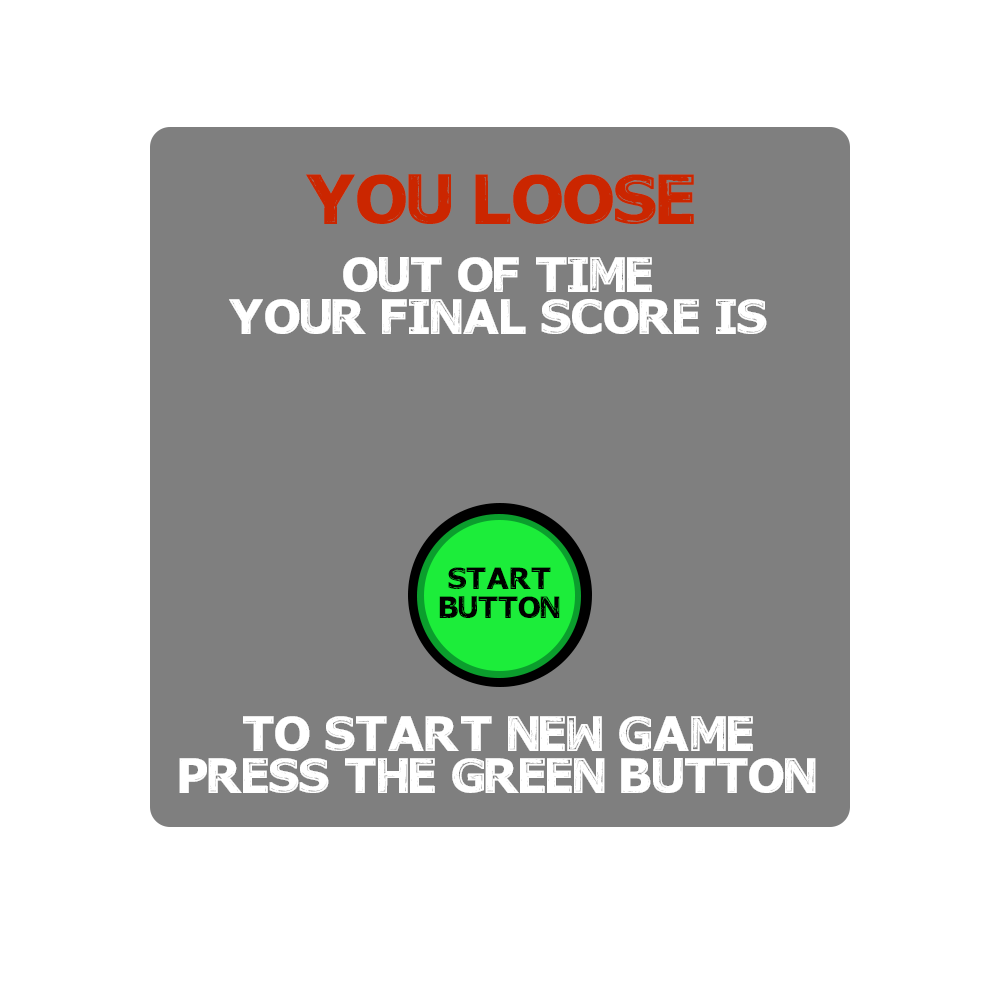 YOU LOOSE
OUT OF TIME
YOUR FINAL SCORE IS
START
BUTTON
TO START NEW GAME
PRESS THE GREEN BUTTON